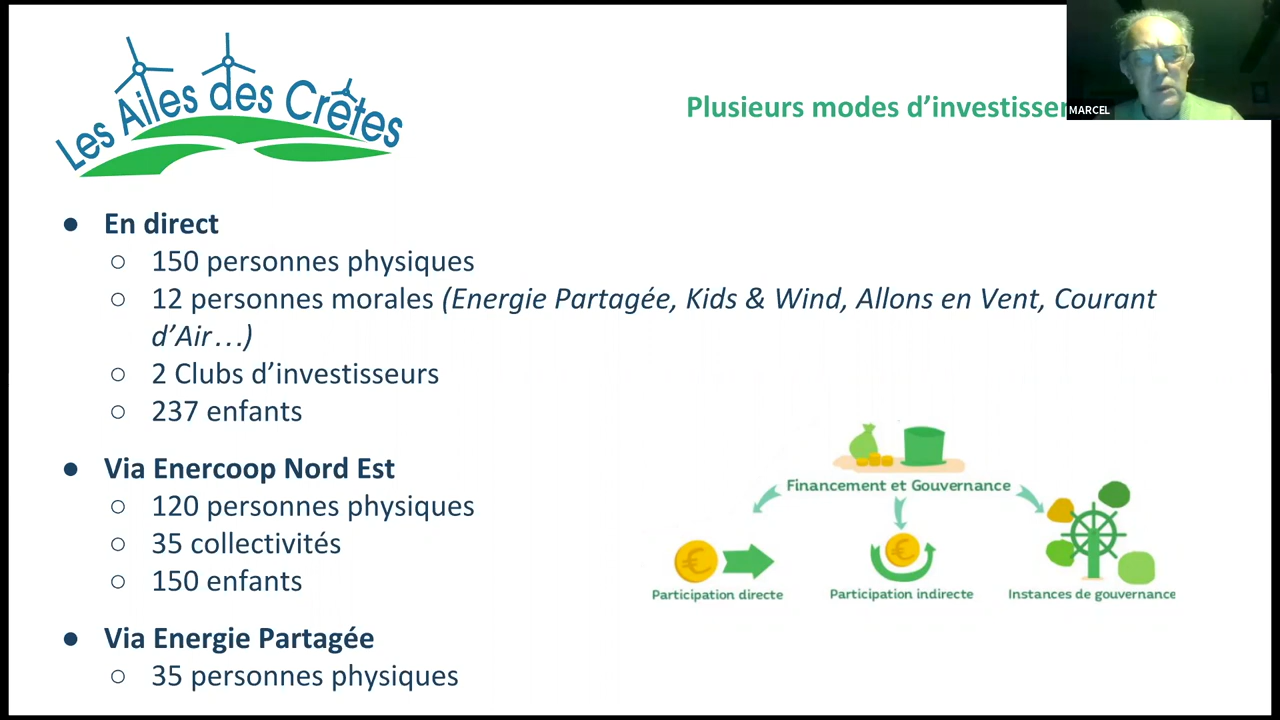 Les Ailes des Crêtes
Plusieurs modes d’investisse
MARCEL
● En direct
○ 150 personnes physiques
○ 12 personnes morales (Energie Partagée, Kids & Wind, Allons en Vent, Courant
d’Air…)
○ 2 Clubs d’investisseurs
○ 237 enfants
● Via Enercoop Nord Est
○ 120 personnes physiques
○ 35 collectivités
○ 150 enfants
● Via Energie Partagée
○ 35 personnes physiques
Financement et Gouvernance
Participation directe
Participation indirecte
Instances de gouvernance